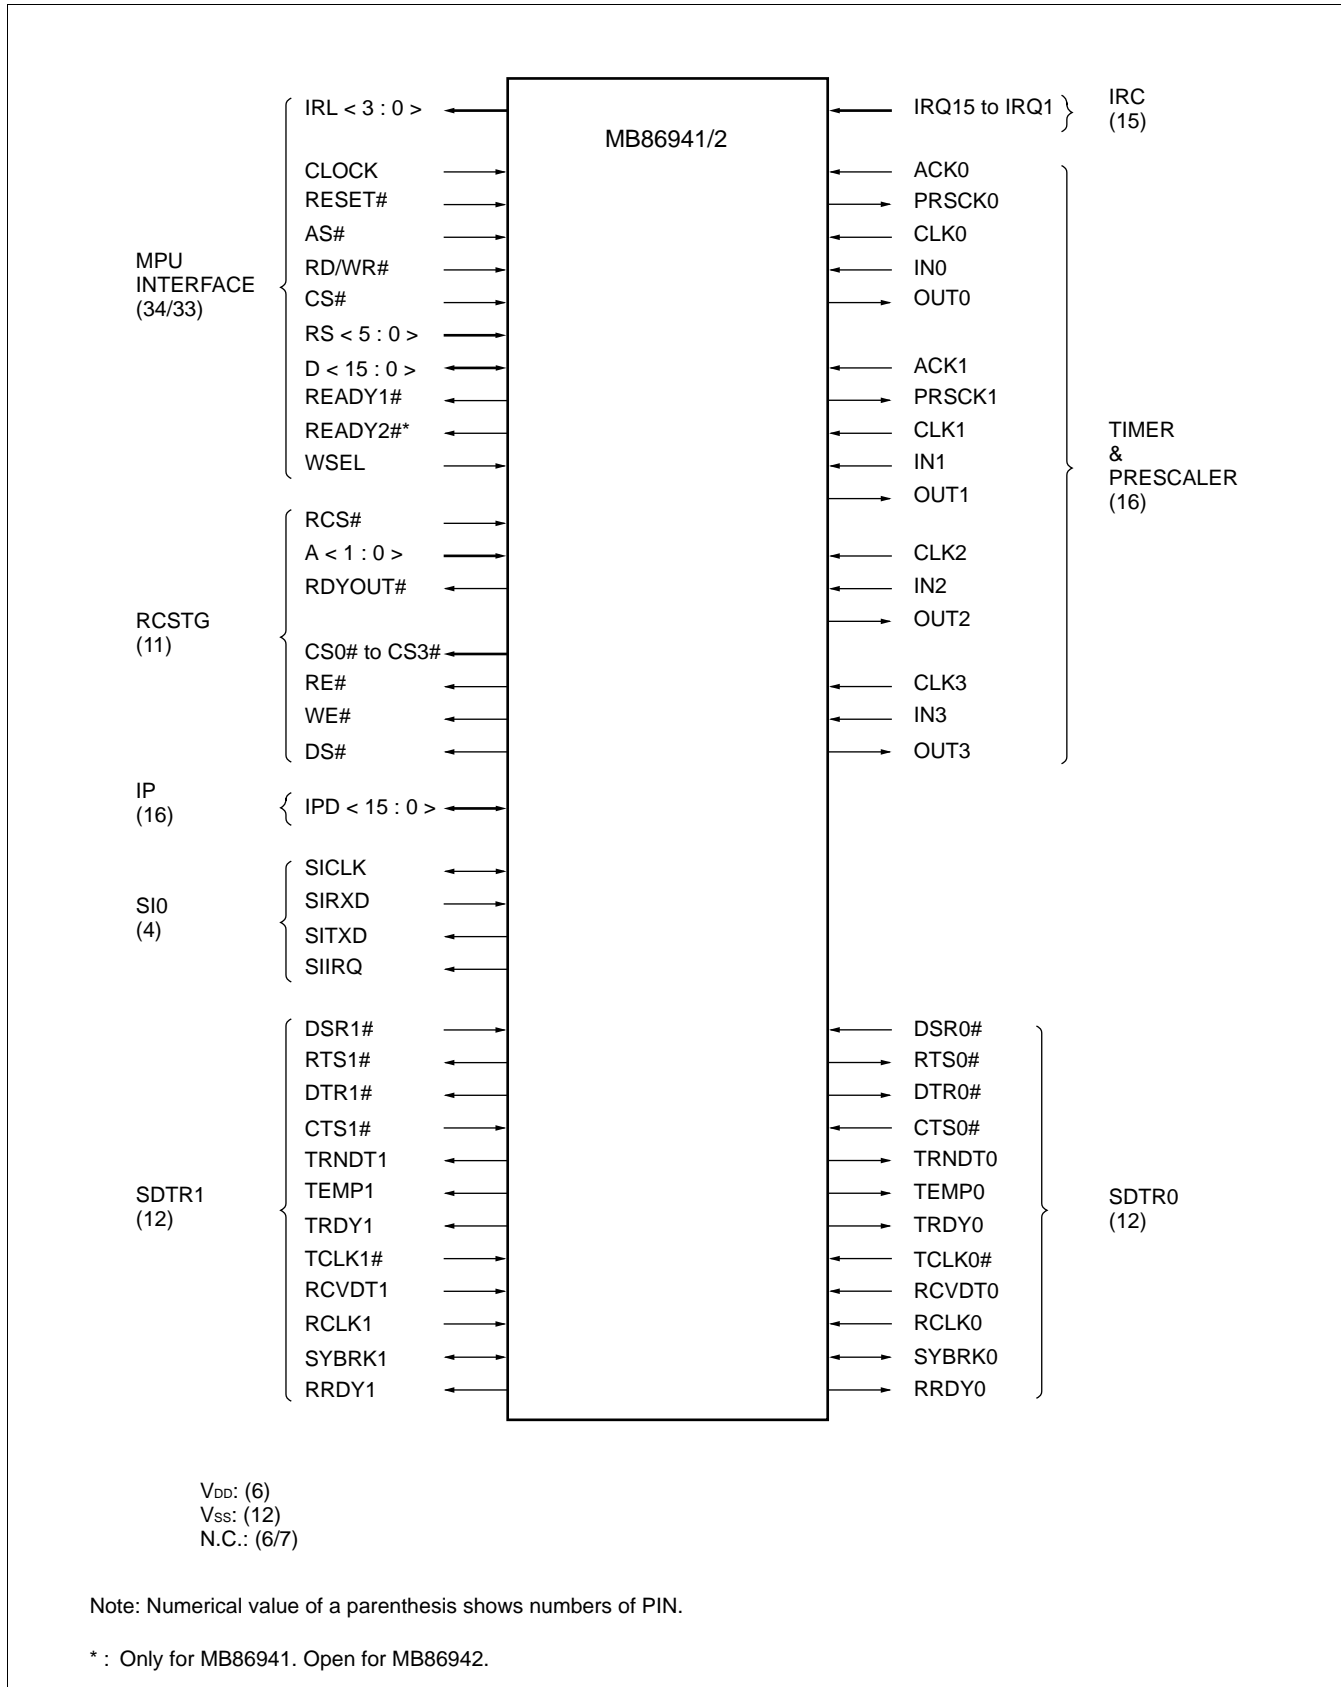 MB86941/2
MPU
INTERFACE
(34/33)
IRL < 3 : 0 >
CLOCK
RESET#
AS#
RD/WR#
CS#
RS < 5 : 0 >
D < 15 : 0 >
READY1#
READY2#*
WSEL
RCSTG
(11)
RCS#
A < 1 : 0 >
RDYOUT#
CS0# to CS3#
RE#
WE#
DS#
IP
(16)
IPD < 15 : 0 >
SI0
(4)
SICLK
SIRXD
SITXD
SIIRQ
SDTR1
(12)
DSR1#
RTS1#
DTR1#
CTS1#
TRNDT1
TEMP1
TRDY1
TCLK1#
RCVDT1
RCLK1
SYBRK1
RRDY1
IRQ15 to IRQ1
IRC
(15)
ACK0
PRSCK0
CLK0
IN0
OUT0
ACK1
PRSCK1
CLK1
IN1
OUT1
CLK2
IN2
OUT2
CLK3
IN3
OUT3
TIMER
&
PRESCALER
(16)
DSR0#
RTS0#
DTR0#
CTS0#
TRNDT0
TEMP0
TRDY0
TCLK0#
RCVDT0
RCLK0
SYBRK0
RRDY0
SDTR0
(12)
VDD: (6)
VSS: (12)
N.C.: (6/7)
Note: Numerical value of a parenthesis shows numbers of PIN.
* : Only for MB86941. Open for MB86942.